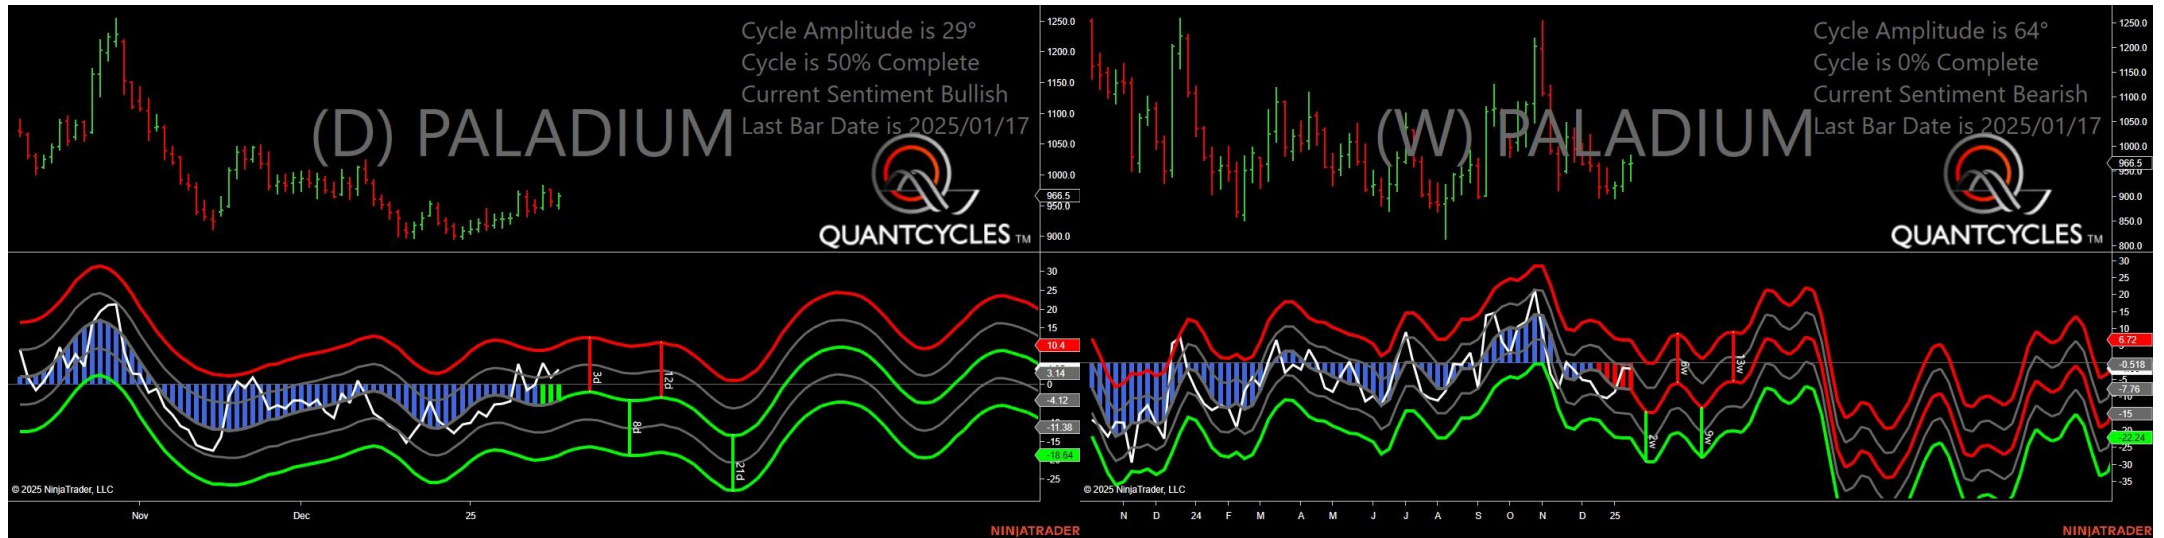 Cycle Amplitude is 29°
Cycle is 50% Complete
Current Sentiment Bullish
Last Bar Date is 2025/01/17
(D) PALADIUM
QUANTCYCLES TM
1250.0
1200.0
1150.0
1100.0
1050.0
1000.0
966.5
950.0
900.0
30
25
20
15
10.4
3.14
0
-4.12
-11.38
-15
-18.64
-25
3d
12d
8d
21d
© 2025 NinjaTrader, LLC
Nov
Dec
25
NINJATRADER
Cycle Amplitude is 64°
Cycle is 0% Complete
Current Sentiment Bearish
Last Bar Date is 2025/01/17
(W) PALADIUM
QUANTCYCLES TM
1250.0
1200.0
1150.0
1100.0
1050.0
1000.0
966.5
950.0
900.0
850.0
800.0
30
25
20
15
10
6.72
-0.518
-5
-7.76
-10
-15
-22.24
-25
-30
-35
6w
13w
2w
9w
© 2025 NinjaTrader, LLC
N D 24 F M A M J J A S O N D 25
NINJATRADER